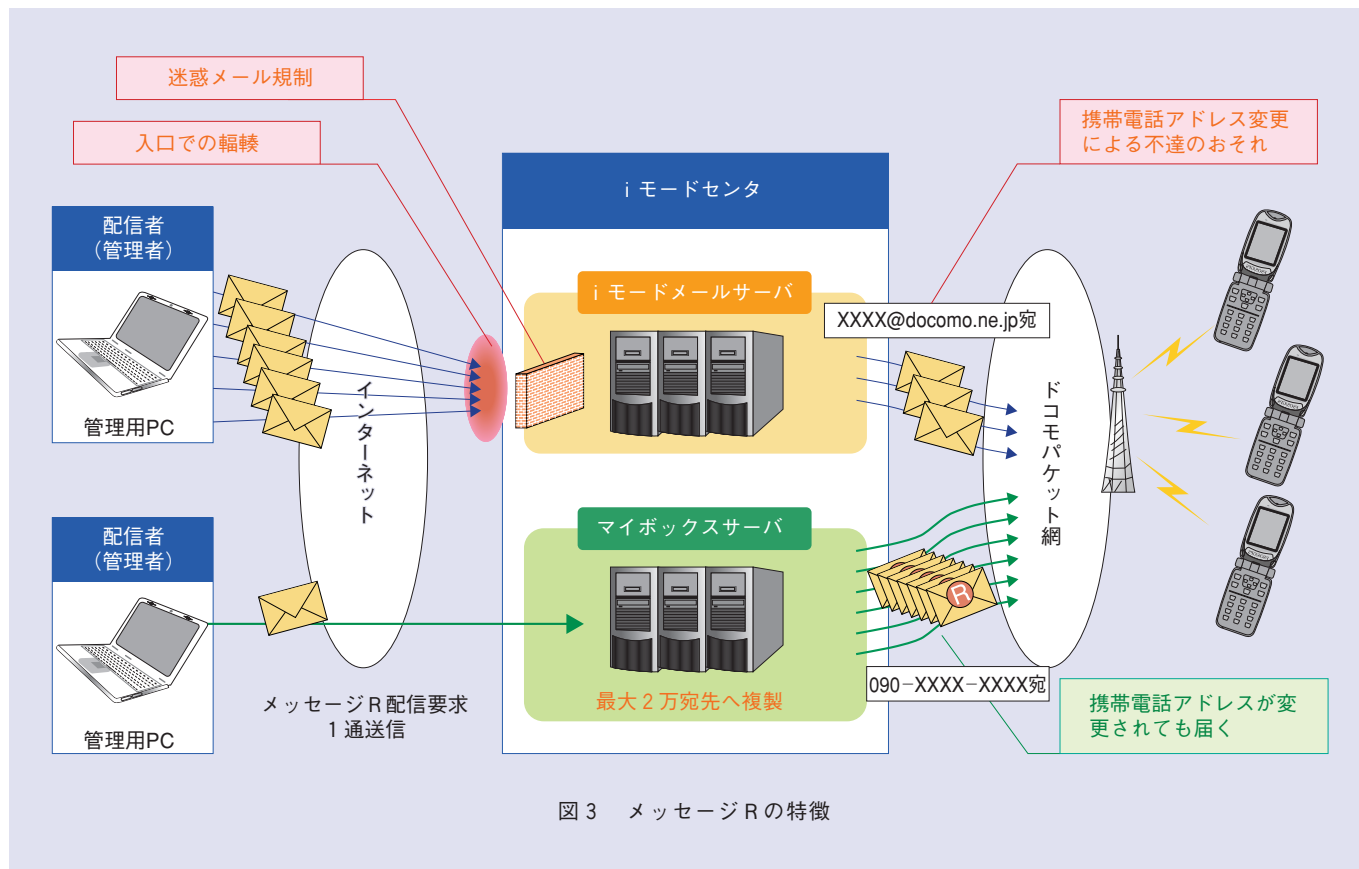 迷惑メール規制
入口での輻輳
携帯電話アドレス変更
による不達のおそれ
iモードセンタ
配信者
(管理者)
管理用PC
インターネット
iモードメールサーバ
XXXX@docomo.ne.jp宛
ドコモパケット網
配信者
(管理者)
管理用PC
メッセージR配信要求
1通送信
マイボックスサーバ
最大2万宛先へ複製
R
090-XXXX-XXXX宛
携帯電話アドレスが変
更されても届く
図3 メッセージRの特徴